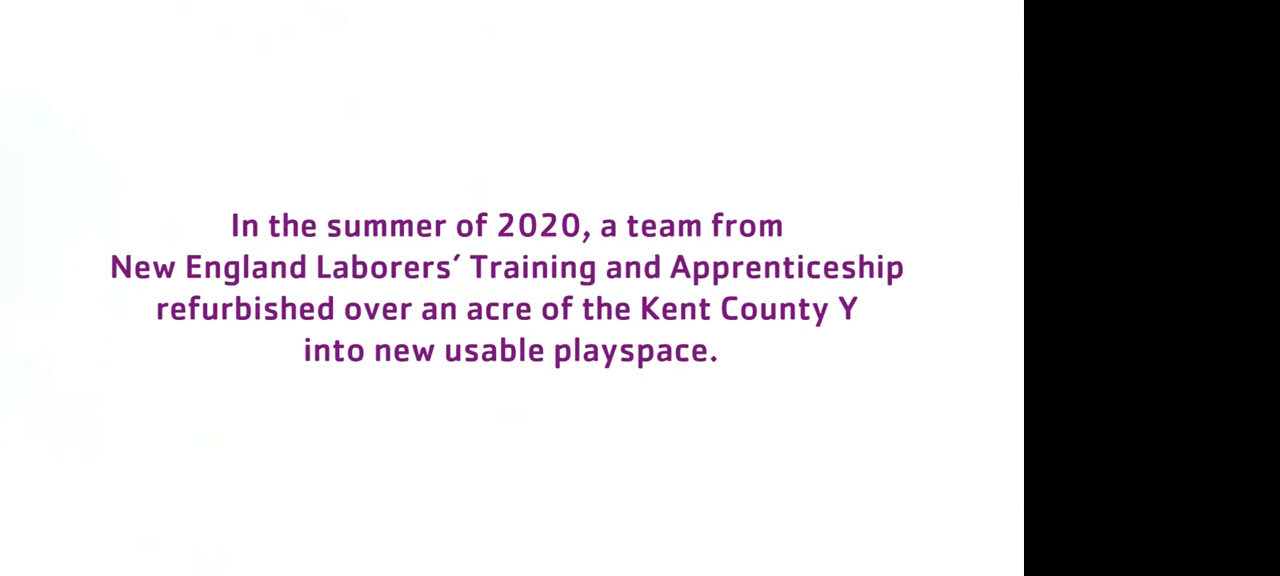 In the summer of 2020, a team from
New England Laborers’ Training and Apprenticeship
refurbished over an acre of the Kent County Y
into new usable playspace.